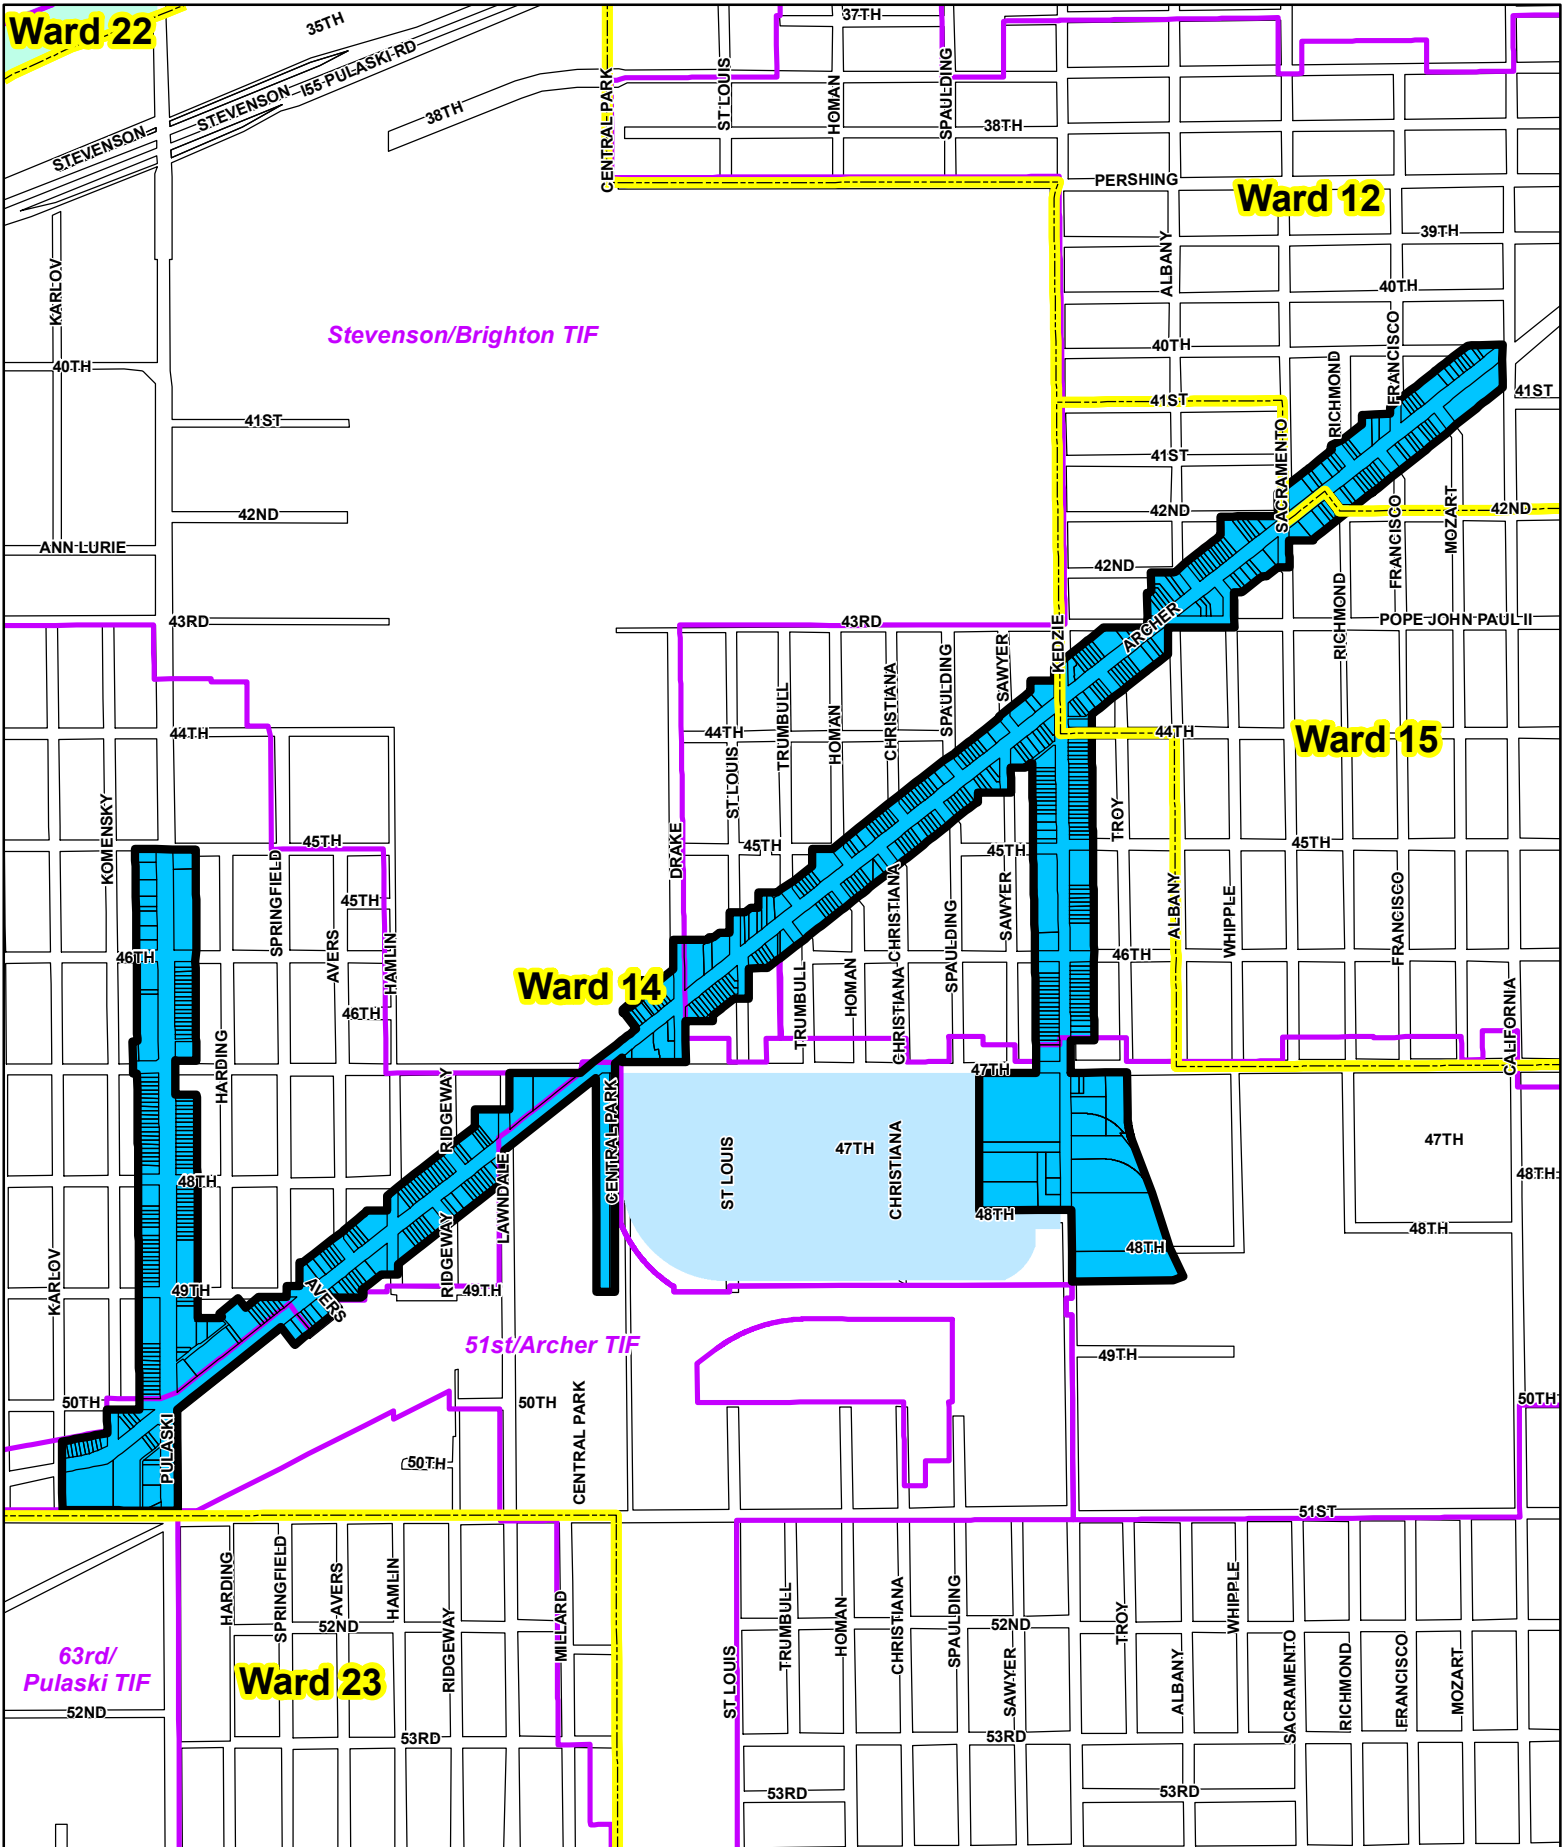 Ward 22
35TH
37TH
STEVENSON
STEVENSON
I55 PULASKI RD
38TH
CENTRAL PARK
ST LOUIS
HOMAN
SPAULDING
38TH
PERSHING
Ward 12
39TH
ALBANY
KARLOV
40TH
Stevenson/Brighton TIF
40TH
40TH
RICHMOND
FRANCISCO
41ST
41ST
41ST
41ST
SACRAMENTO
42ND
42ND
42ND
42ND
FRANCISCO
MOZART
ANN LURIE
43RD
43RD
KEDZIE
ARCHER
RICHMOND
POPE JOHN PAUL II
44TH
44TH
ST LOUIS
TRUMBULL
HOMAN
CHRISTIANA
SPAULDING
SAWYER
44TH
Ward 15
KOMENSKY
SPRINGFIELD
45TH
45TH
DRAKE
45TH
45TH
TROY
45TH
46TH
AVERS
HAMLIN
46TH
Ward 14
TRUMBULL
HOMAN
CHRISTIANA
CHRISTIANA
SPAULDING
SAWYER
46TH
ALBANY
WHIPPLE
FRANCISCO
CALIFORNIA
HARDING
RIDGEWAY
47TH
CENTRAL PARK
ST LOUIS
47TH
CHRISTIANA
47TH
48TH
48TH
LAWNDALE
RIDGEWAY
48TH
48TH
48TH
KARLOV
49TH
AVERS
49TH
51st/Archer TIF
49TH
50TH
PULASKI
50TH
50TH
CENTRAL PARK
50TH
51ST
HARDING
SPRINGFIELD
AVERS
HAMLIN
RIDGEWAY
MILLARD
52ND
ST LOUIS
TRUMBULL
HOMAN
CHRISTIANA
SPAULDING
52ND
SAWYER
TROY
ALBANY
WHIPPLE
SACRAMENTO
RICHMOND
FRANCISCO
MOZART
63rd/
Pulaski TIF
Ward 23
52ND
53RD
53RD
53RD
53RD